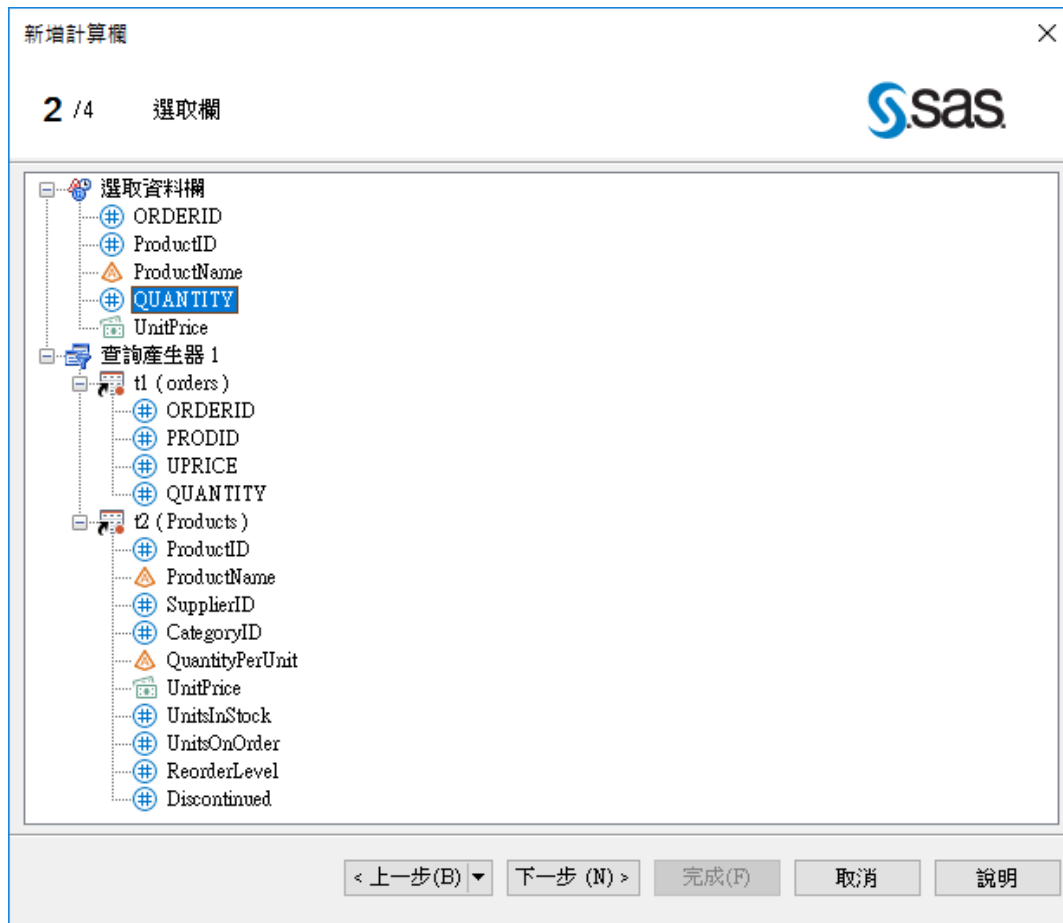 新增計算欄
2 /4 選取欄
sas
選取資料欄
ORDERID
ProductID
ProductName
QUANTITY
UnitPrice
查詢產生器 1
t1 (orders)
ORDERID
PRODID
UPRICE
QUANTITY
t2 (Products)
ProductID
ProductName
SupplierID
CategoryID
QuantityPerUnit
UnitPrice
UnitsInStock
UnitsOnOrder
ReorderLevel
Discontinued
< 上一步(B) 下一步 (N) > 完成(F) 取消 說明